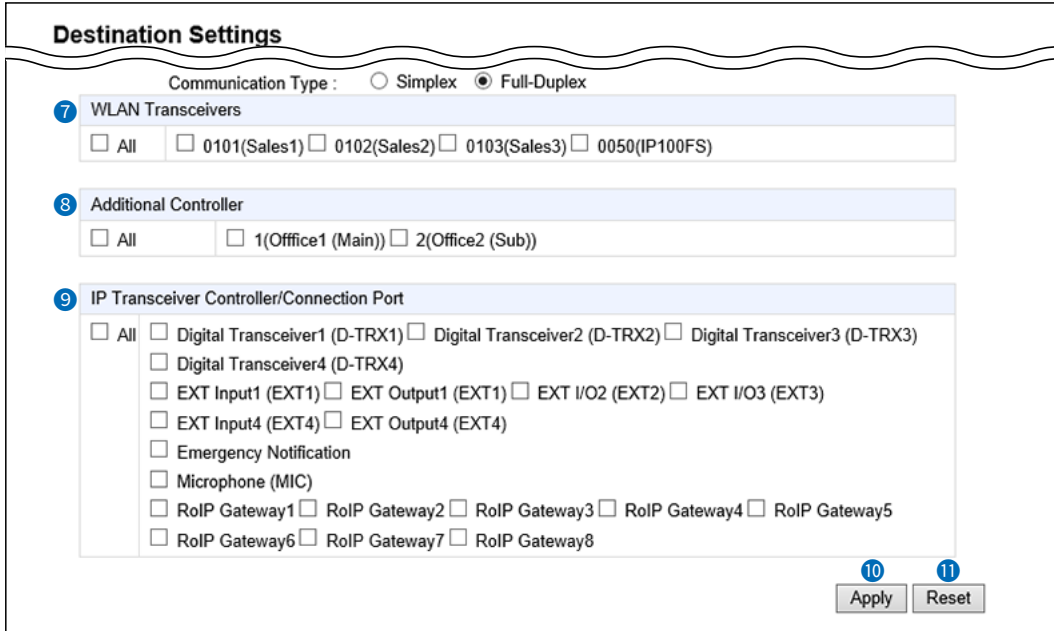 Destination Settings
Communication Type : Simplex Full-Duplex
7 WLAN Transceivers
All 0101(Sales1) 0102(Sales2) 0103(Sales3) 0050(IP100FS)
8 Additional Controller
All 1(Offfice1 (Main)) 2(Office2 (Sub))
9 IP Transceiver Controller/Connection Port
All Digital Transceiver1 (D-TRX1) Digital Transceiver2 (D-TRX2) Digital Transceiver3 (D-TRX3)
Digital Transceiver4 (D-TRX4)
EXT Input1 (EXT1) EXT Output1 (EXT1) EXT I/O2 (EXT2) EXT I/O3 (EXT3)
EXT Input4 (EXT4) EXT Output4 (EXT4)
Emergency Notification
Microphone (MIC)
RoIP Gateway1 RoIP Gateway2 RoIP Gateway3 RoIP Gateway4 RoIP Gateway5
RoIP Gateway6 RoIP Gateway7 RoIP Gateway8
10 11
Apply Reset